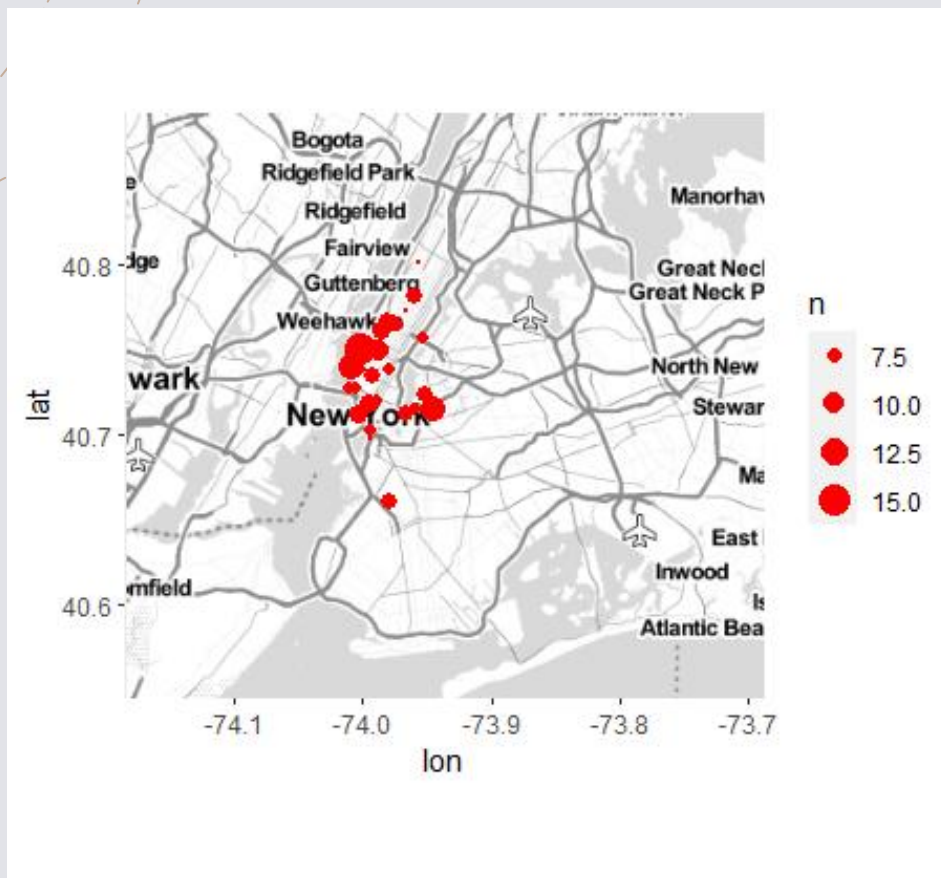 Bogota
Ridgefield Park
Ridgefield
Manorhav
Fairview
dge
40.8
Great Necl
Guttenberg
Great Neck P
n
Weehawk
7.5
wark
North New
10.0
lat
New York
Stewar
40.7
12.5
Ma
15.0
East
Inwood
omfield
40.6
Is
Atlantic Bea
-74.1 -74.0 -73.9 -73.8 -73.7
lon